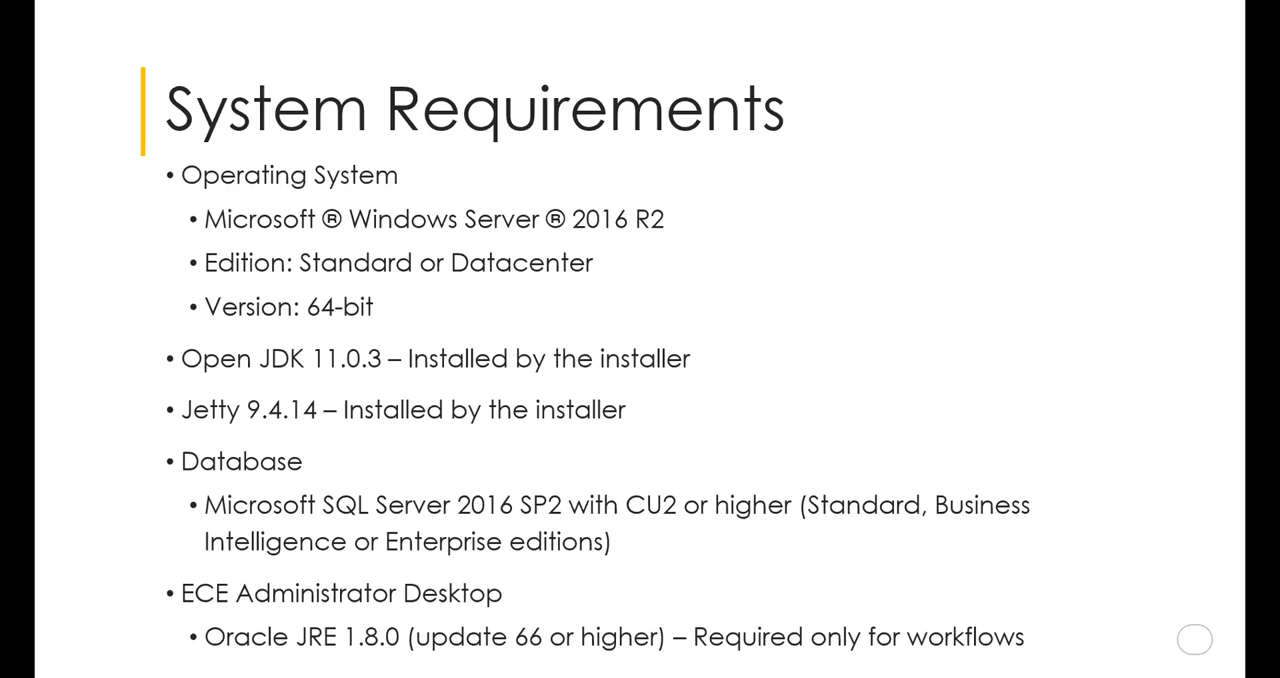 System Requirements
• Operating System
• Microsoft ® Windows Server ® 2016 R2
• Edition: Standard or Datacenter
• Version: 64-bit
• Open JDK 11.0.3 – Installed by the installer
• Jetty 9.4.14 – Installed by the installer
• Database
• Microsoft SQL Server 2016 SP2 with CU2 or higher (Standard, Business
Intelligence or Enterprise editions)
• ECE Administrator Desktop
• Oracle JRE 1.8.0 (update 66 or higher) – Required only for workflows